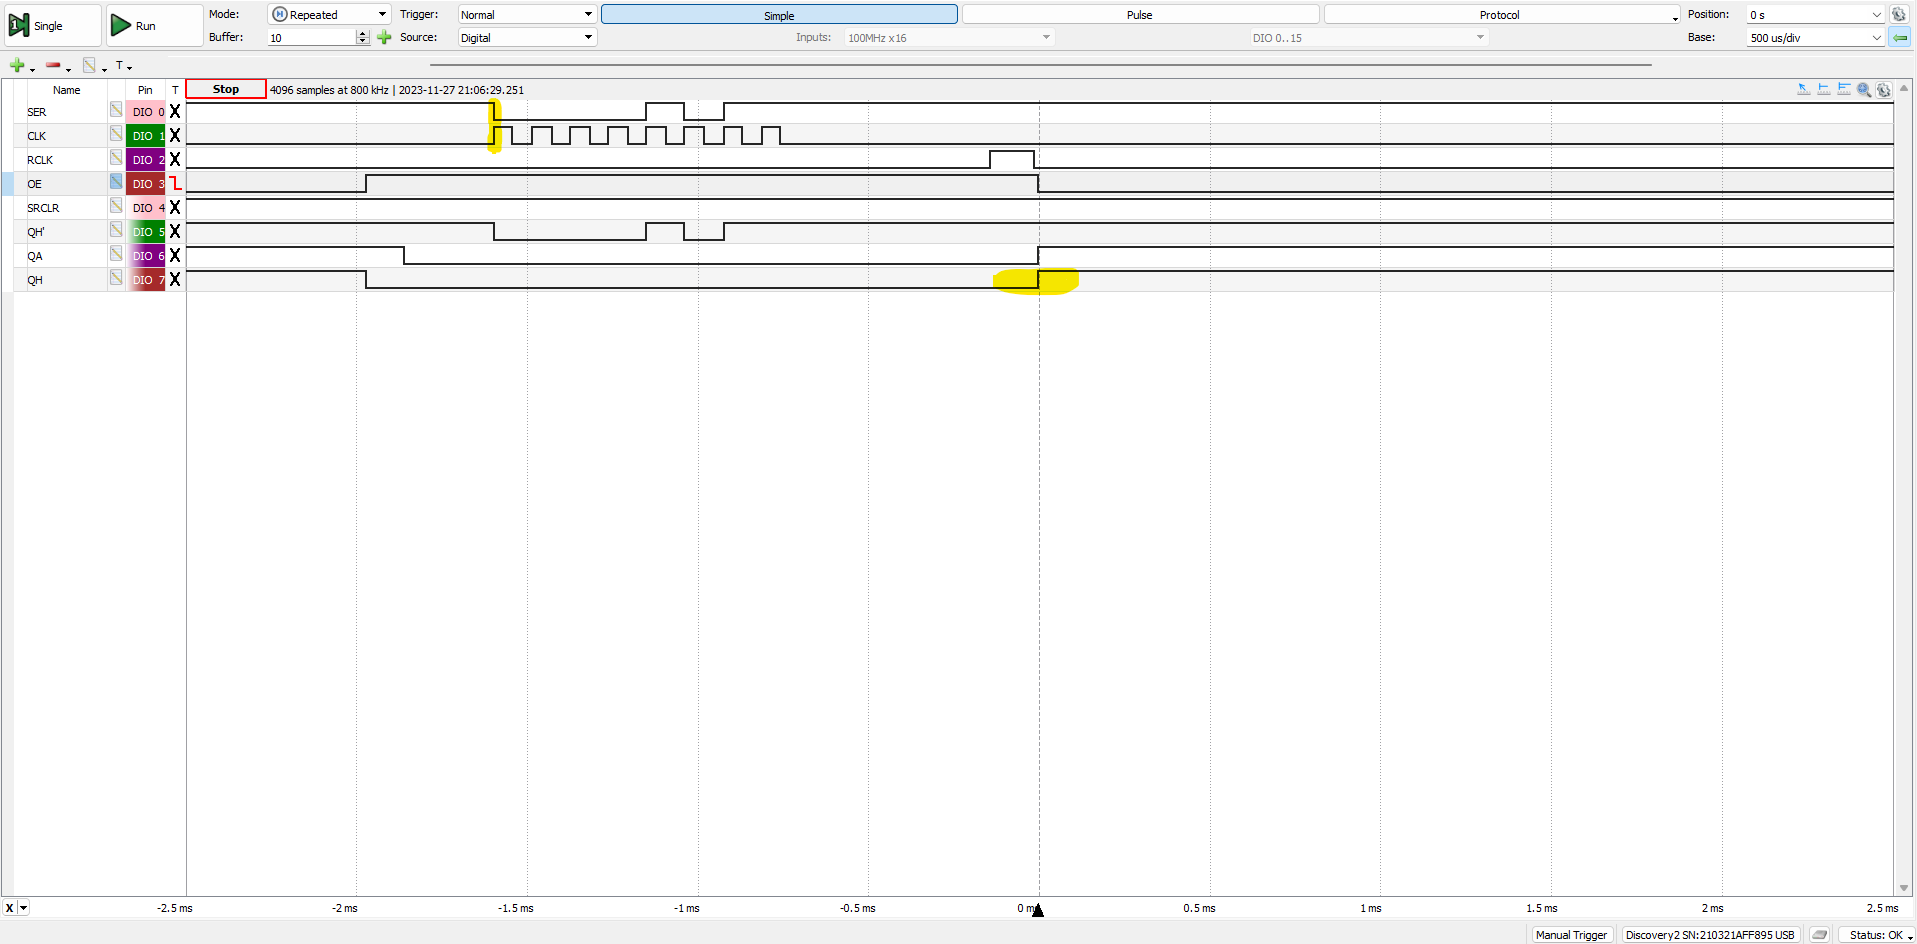 Single
Run
Mode: Repeated Trigger: Normal Simple Pulse Protocol Position: 0 s
Buffer: 10 Source: Digital Inputs: 100MHz x16 DIO 0..15 Base: 500 us/div
T
Name Pin T Stop 4096 samples at 800 kHz | 2023-11-27 21:06:29.251
SER DIO 0 X
CLK DIO 1 X
RCLK DIO 2 X
OE DIO 3
SRCLR DIO 4 X
QH' DIO 5 X
QA DIO 6 X
QH DIO 7 X
X -2.5 ms -2 ms -1.5 ms -1 ms -0.5 ms 0 ms 0.5 ms 1 ms 1.5 ms 2 ms 2.5 ms
Manual Trigger Discovery2 SN:210321AFF895 USB Status: OK